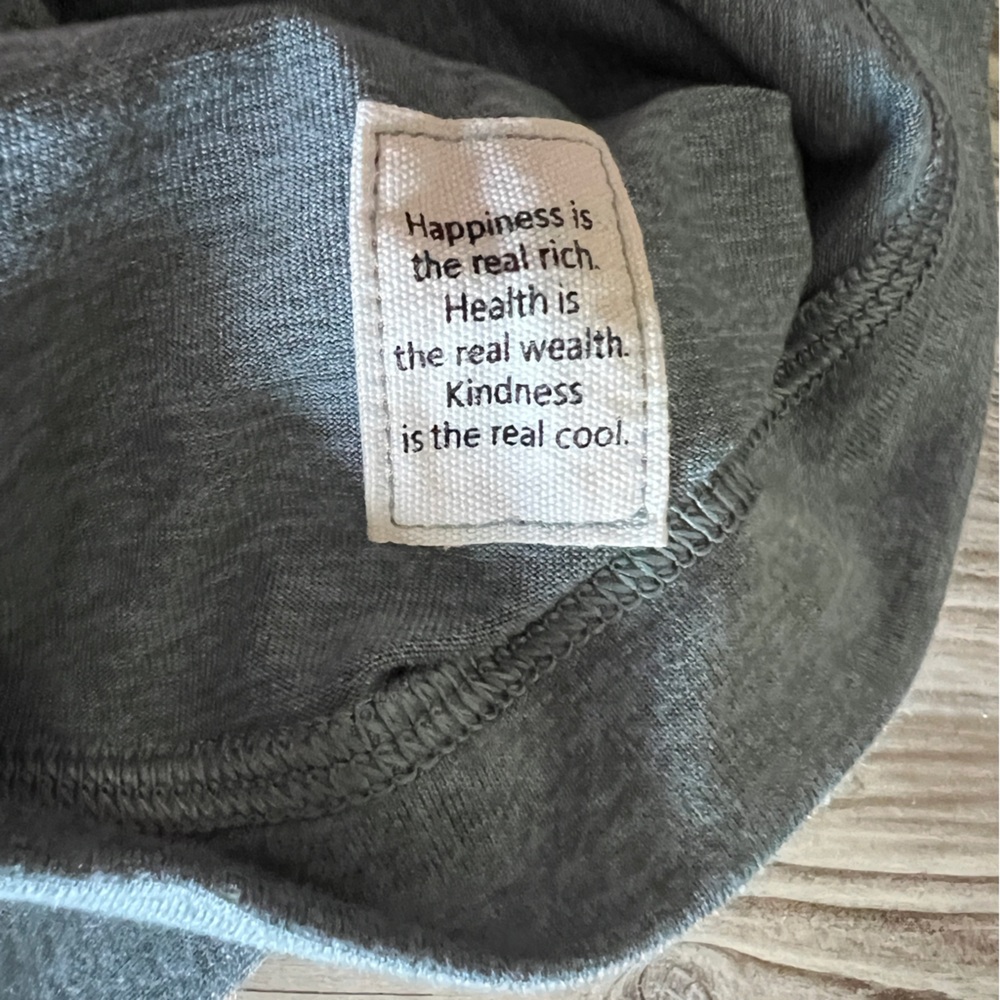 Happiness is
the real rich.
Health is
the real wealth.
Kindness
is the real cool.